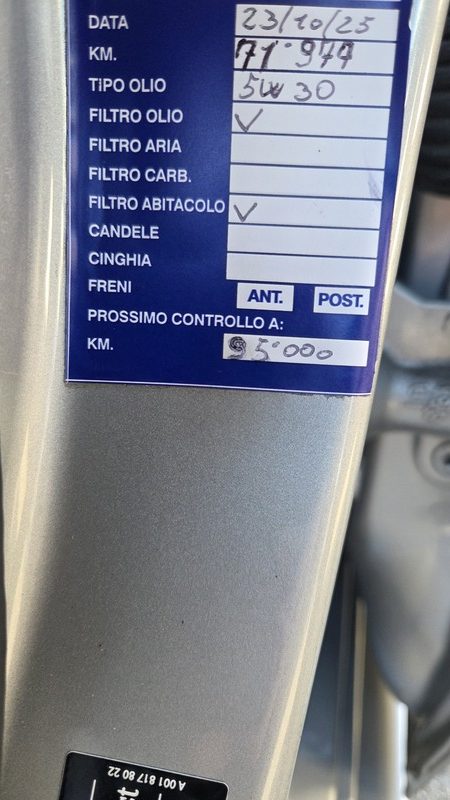 DATA 23/10/25
KM. 71'977
TIPO OLIO 5W30
FILTRO OLIO ✓
FILTRO ARIA
FILTRO CARB.
FILTRO ABITACOLO ✓
CANDELE
CINGHIA
FRENI ANT. POST.
PROSSIMO CONTROLLO A:
KM. 95'000
A 001 817 80 22